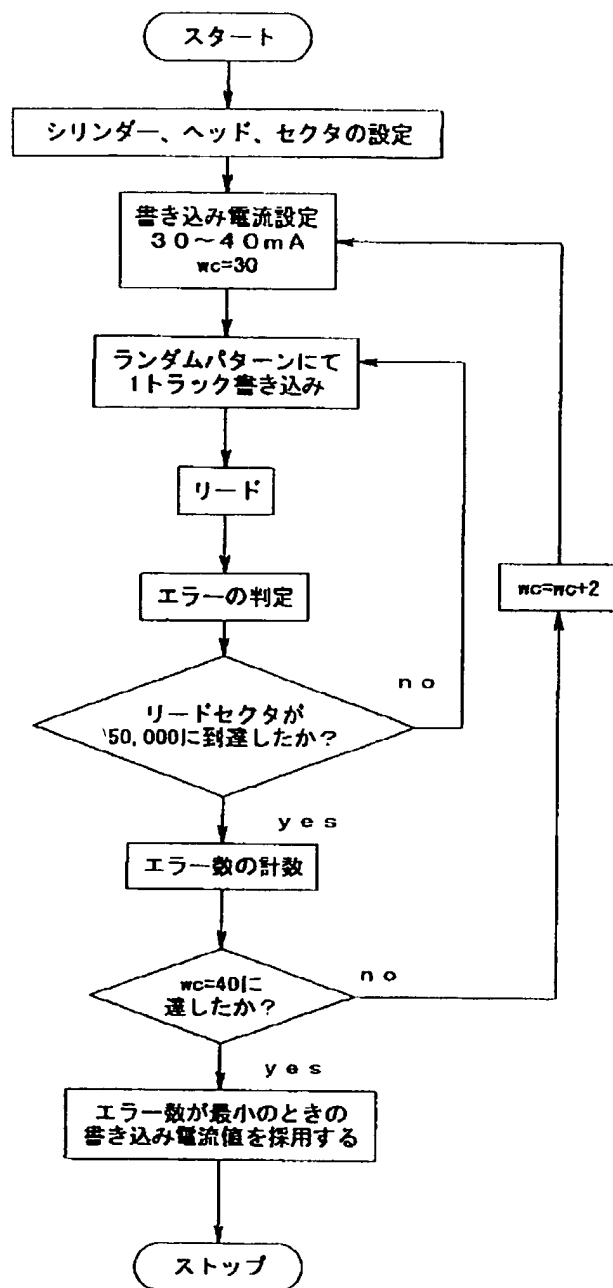 スタート
シリンダー、ヘッド、セクタの設定
書き込み電流設定
30～40mA
wc=30
ランダムパターンにて
1トラック書き込み
リード
エラーの判定
wc=wc+2
no
リードセクタが
50,000に到達したか？
yes
エラー数の計数
wc=40に
達したか？
no
yes
エラー数が最小のときの
書き込み電流値を採用する
ストップ